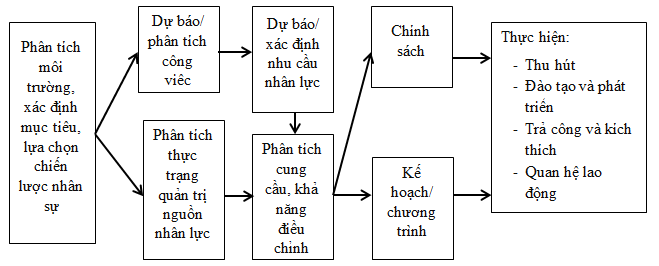 Phân tích
môi
trường,
xác định
mục tiêu,
lựa chọn
chiến
lược nhân
sự
Dự báo/
phân tích
công
viêc
Dự báo/
xác định
nhu cầu
nhân lực
Phân tích
thực
trạng
quản trị
nguồn
nhân lực
Phân tích
cung
cầu, khả
năng
điều
chỉnh
Chính
sách
Kế
hoạch/
chương
trình
Thực hiện:
- Thu hút
- Đào tạo và phát
triển
- Trả công và kích
thích
- Quan hệ lao
động